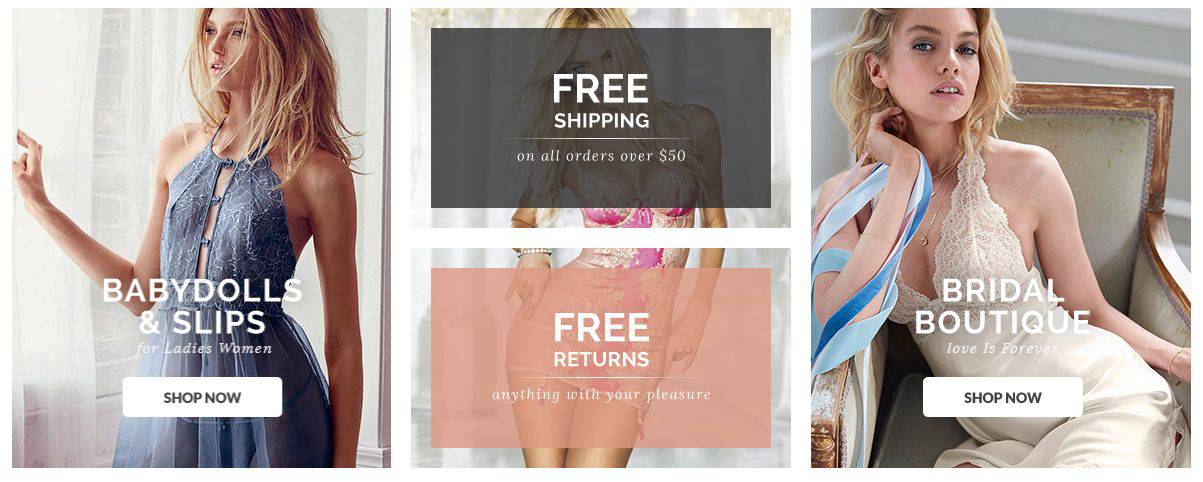 BABYDOLLS
& SLIPS
for Ladies Women
SHOP NOW
FREE
SHIPPING
on all orders over $50
FREE
RETURNS
anything with your pleasure
BRIDAL
BOUTIQUE
love Is Forever
SHOP NOW